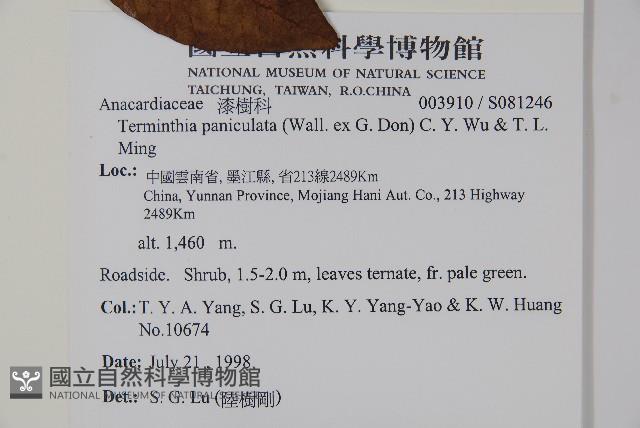 國立自然科學博物館
NATIONAL MUSEUM OF NATURAL SCIENCE
TAICHUNG, TAIWAN, R.O.CHINA
Anacardiaceae 漆樹科 003910 / S081246
Terminthia paniculata (Wall. ex G. Don) C. Y. Wu & T. L.
Ming
Loc.: 中國雲南省, 墨江縣, 省213線2489Km
China, Yunnan Province, Mojiang Hani Aut. Co., 213 Highway
2489Km
alt. 1,460 m.
Roadside. Shrub, 1.5-2.0 m, leaves ternate, fr. pale green.
Col.: T. Y. A. Yang, S. G. Lu, K. Y. Yang-Yao & K. W. Huang
No.10674
Date: July 21, 1998
國立自然科學博物館
NATIONAL MUSEUM OF NATURAL SCIENCE
Det.: S. G. Lu (陸樹剛)